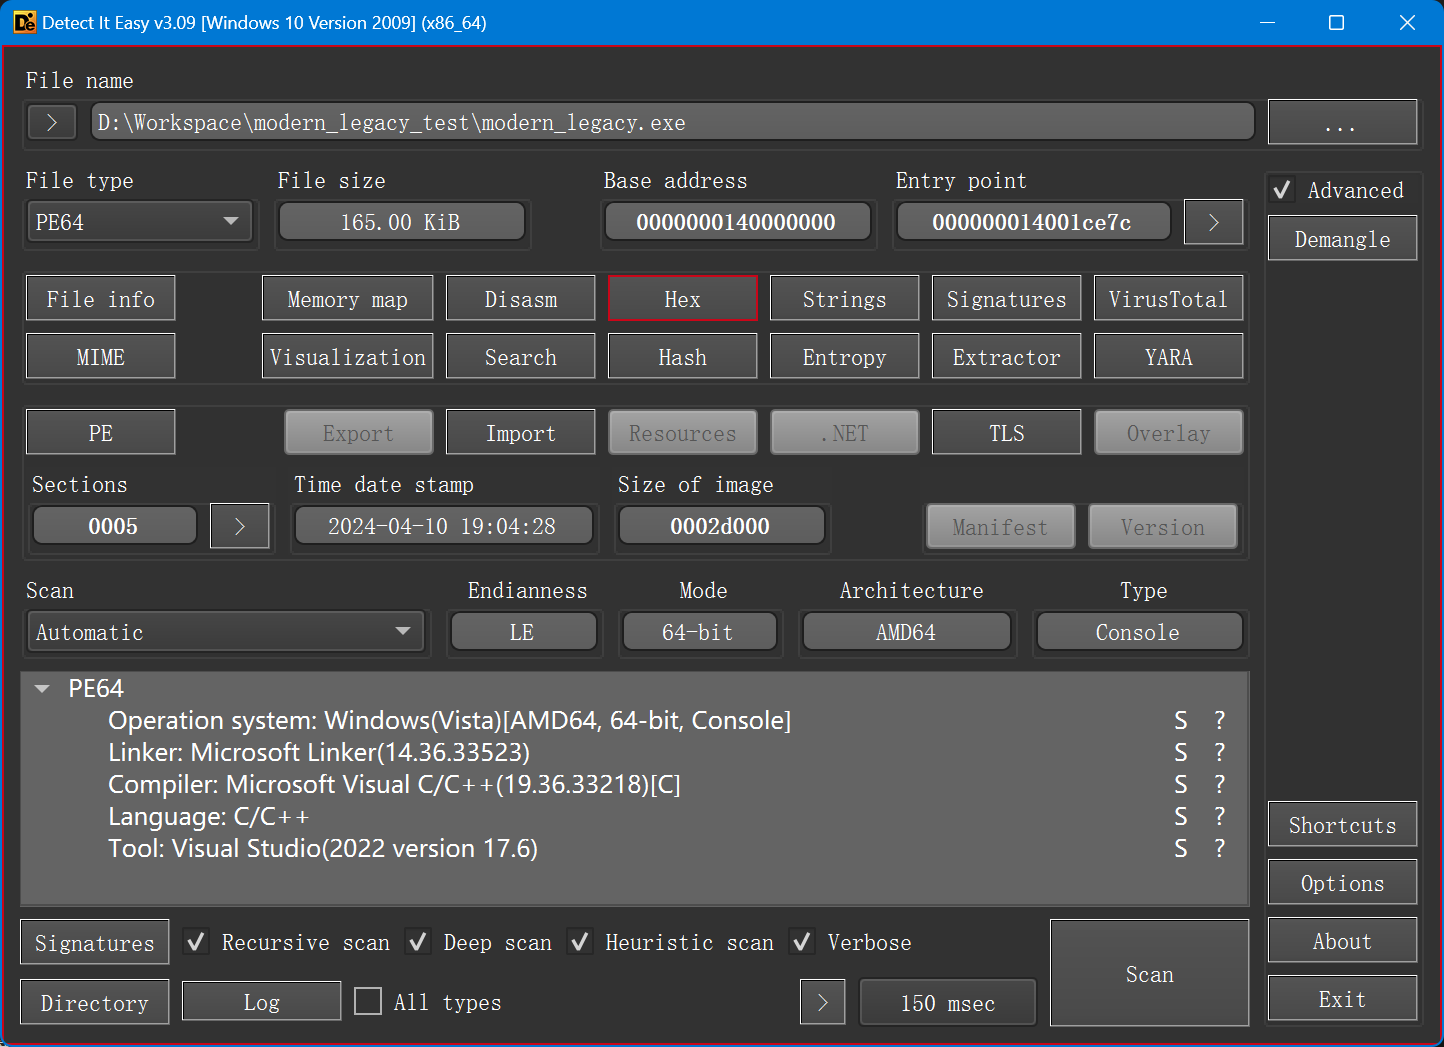 Detect It Easy v3.09 [Windows 10 Version 2009] (x86_64)
File name
> D:\Workspace\modern_legacy_test\modern_legacy.exe ...
File type File size Base address Entry point Advanced
PE64 165.00 KiB 0000000140000000 000000014001ce7c >
Demangle
File info Memory map Disasm Hex Strings Signatures VirusTotal
MIME Visualization Search Hash Entropy Extractor YARA
PE Export Import Resources .NET TLS Overlay
Sections Time date stamp Size of image
0005 > 2024-04-10 19:04:28 0002d000 Manifest Version
Scan Endianness Mode Architecture Type
Automatic LE 64-bit AMD64 Console
PE64
Operation system: Windows(Vista)[AMD64, 64-bit, Console] S ?
Linker: Microsoft Linker(14.36.33523) S ?
Compiler: Microsoft Visual C/C++(19.36.33218)[C] S ?
Language: C/C++ S ?
Tool: Visual Studio(2022 version 17.6) S ?
Shortcuts
Options
Signatures Recursive scan Deep scan Heuristic scan Verbose
About
Scan
Directory Log All types > 150 msec
Exit